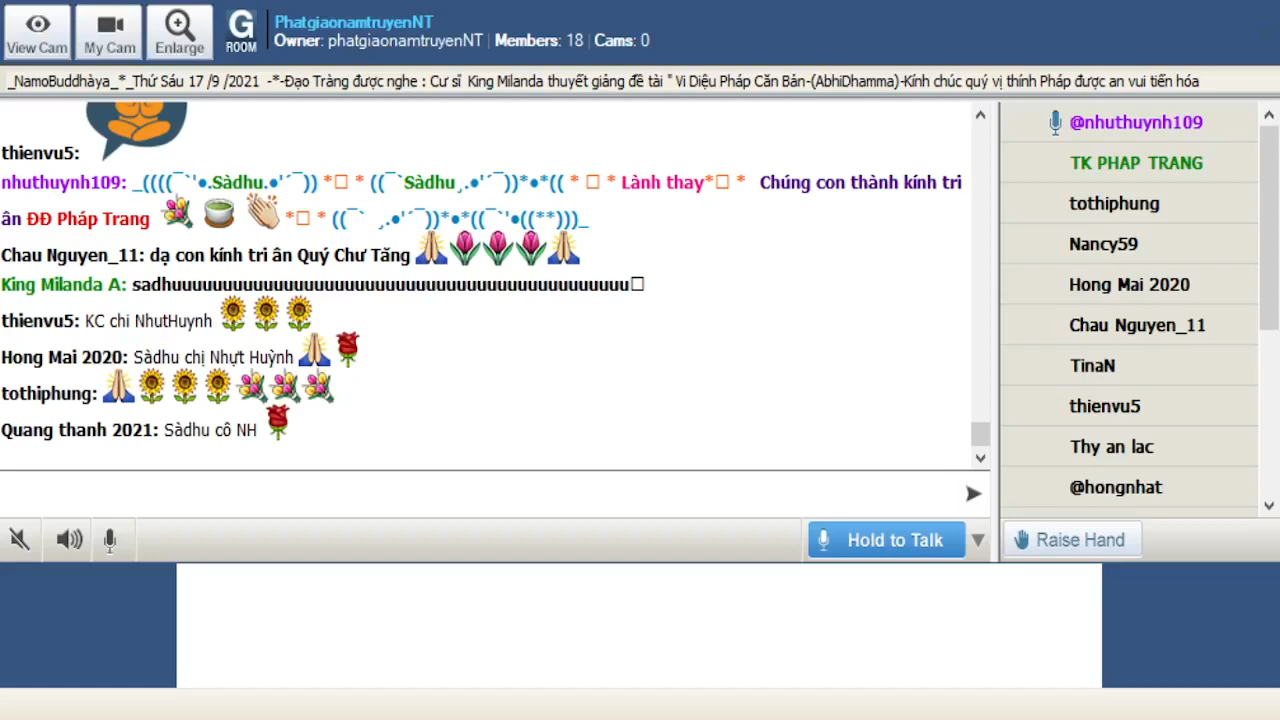 View Cam
My Cam
Enlarge
G
ROOM
PhatgiaonamtruyenNT
Owner: phatgiaonamtruyenNT | Members: 18 | Cams: 0
_NamoBuddhàya_*_Thứ Sáu 17 /9 /2021 -*-Đạo Tràng được nghe : Cư sĩ King Milanda thuyết giảng đề tài " Vi Diệu Pháp Căn Bản-(AbhiDhamma)-Kính chúc quý vị thính Pháp được an vui tiến hóa
thienvu5:
nhuthuynh109: _((((¯`'●.Sàdhu.●'´¯)) *□ * ((¯`Sàdhu¸.●'´¯))*●*(( * □ * Lành thay*□ * Chúng con thành kính tri
ân ĐĐ Pháp Trang *□ * ((¯` ¸.●'´¯))*●*((¯`'●((**)))_
Chau Nguyen_11: dạ con kính tri ân Quý Chư Tăng
King Milanda A: sadhuuuuuuuuuuuuuuuuuuuuuuuuuuuuuuuuuuuuuuuuuuuuuu□
thienvu5: KC chi NhutHuynh
Hong Mai 2020: Sàdhu chị Nhựt Huỳnh
tothiphung:
Quang thanh 2021: Sàdhu cô NH
Hold to Talk
@nhuthuynh109
TK PHAP TRANG
tothiphung
Nancy59
Hong Mai 2020
Chau Nguyen_11
TinaN
thienvu5
Thy an lac
@hongnhat
Raise Hand